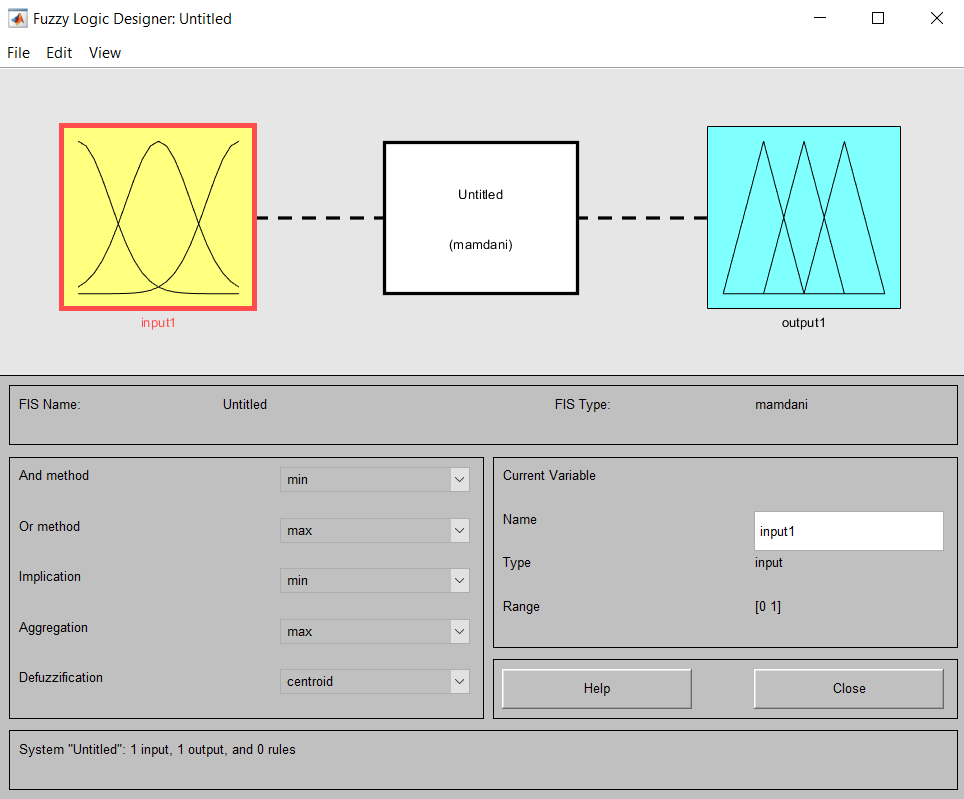 Fuzzy Logic Designer: Untitled
File Edit View
Untitled
(mamdani)
input1
output1
FIS Name: Untitled FIS Type: mamdani
And method min
Or method max
Implication min
Aggregation max
Defuzzification centroid
Current Variable
Name input1
Type input
Range [0 1]
Help Close
System "Untitled": 1 input, 1 output, and 0 rules